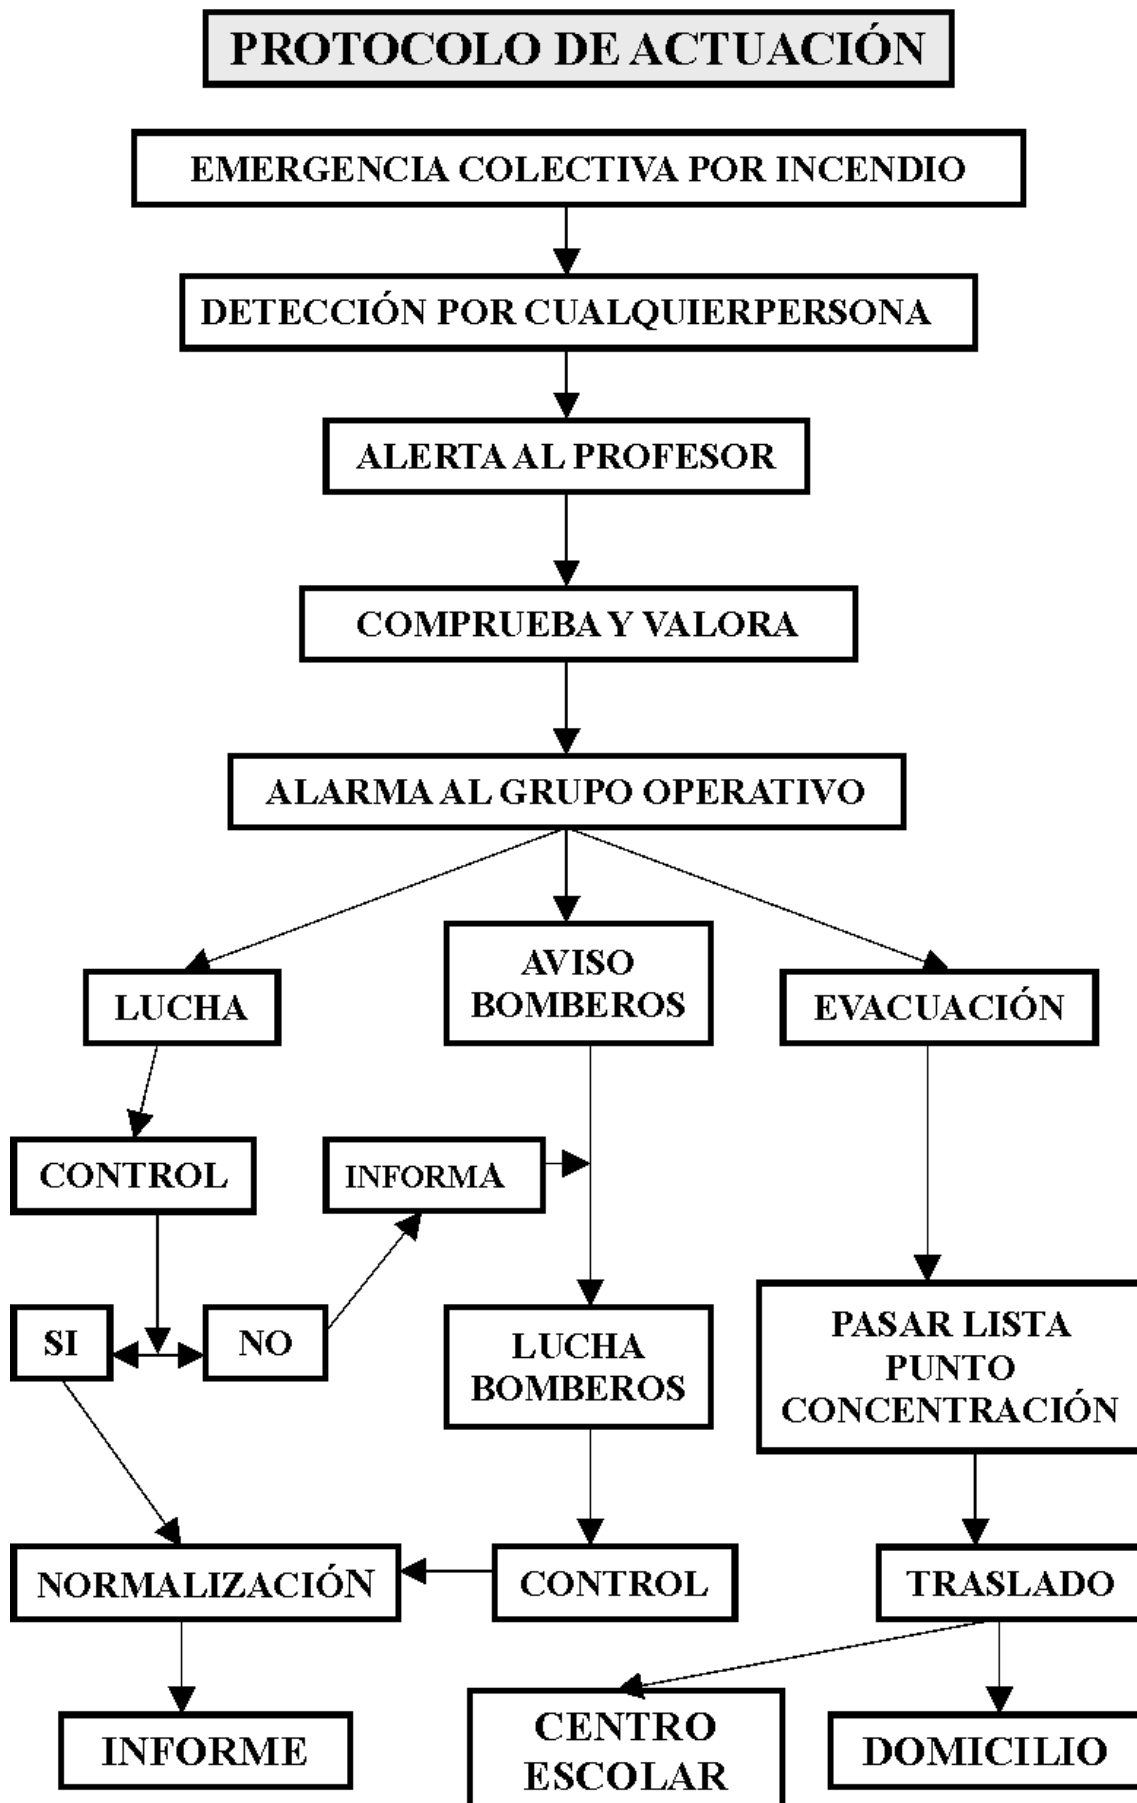 PROTOCOLO DE ACTUACIÓN
EMERGENCIA COLECTIVA POR INCENDIO
DETECCIÓN POR CUALQUIERPERSONA
ALERTA AL PROFESOR
COMPRUEBA Y VALORA
ALARMA AL GRUPO OPERATIVO
LUCHA
AVISO
BOMBEROS
EVACUACIÓN
CONTROL
INFORMA
SI
NO
LUCHA
BOMBEROS
PASAR LISTA
PUNTO
CONCENTRACIÓN
NORMALIZACIÓN
CONTROL
TRASLADO
INFORME
CENTRO
ESCOLAR
DOMICILIO